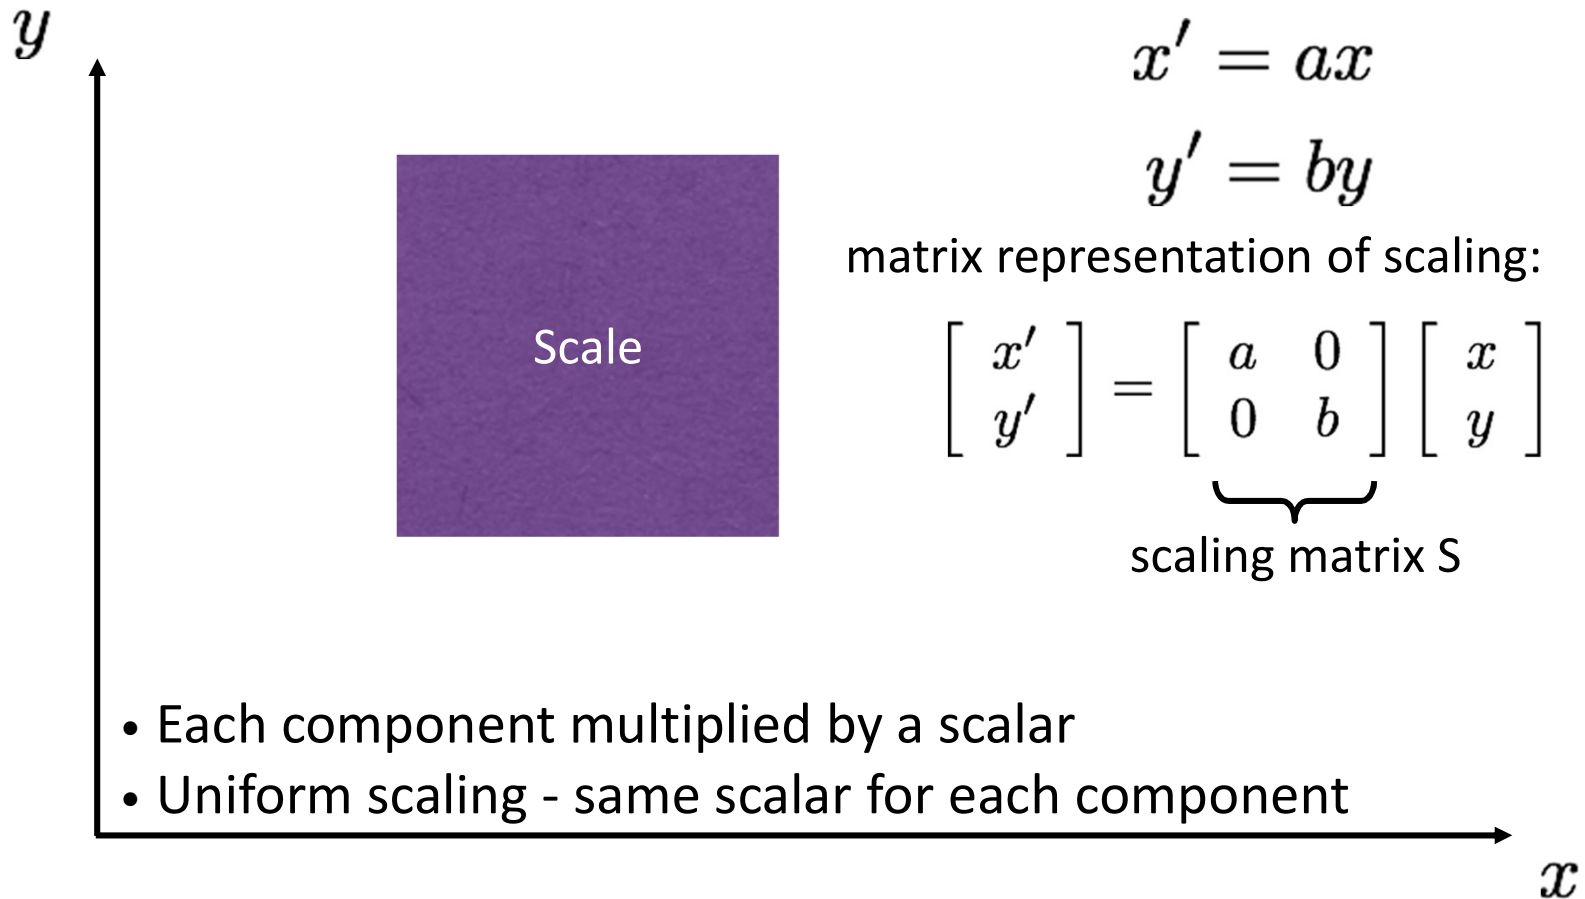 y
x′ = ax
y′ = by
matrix representation of scaling:
Scale
[ x′ ] = [ a 0 ] [ x ]
[ y′ ]   [ 0 b ] [ y ]
scaling matrix S
• Each component multiplied by a scalar
• Uniform scaling - same scalar for each component
x